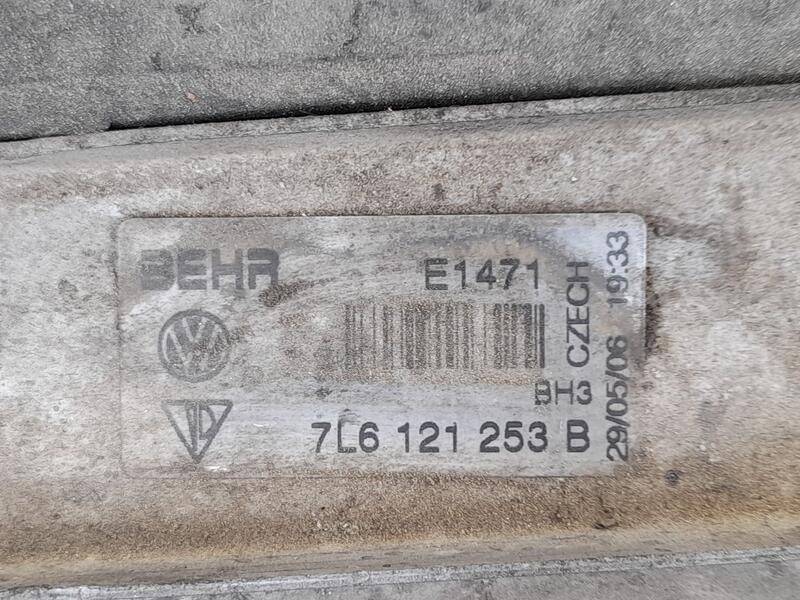 BEHR
E1471
BH3
7L6 121 253 B
CZECH
29/05/06 19:33